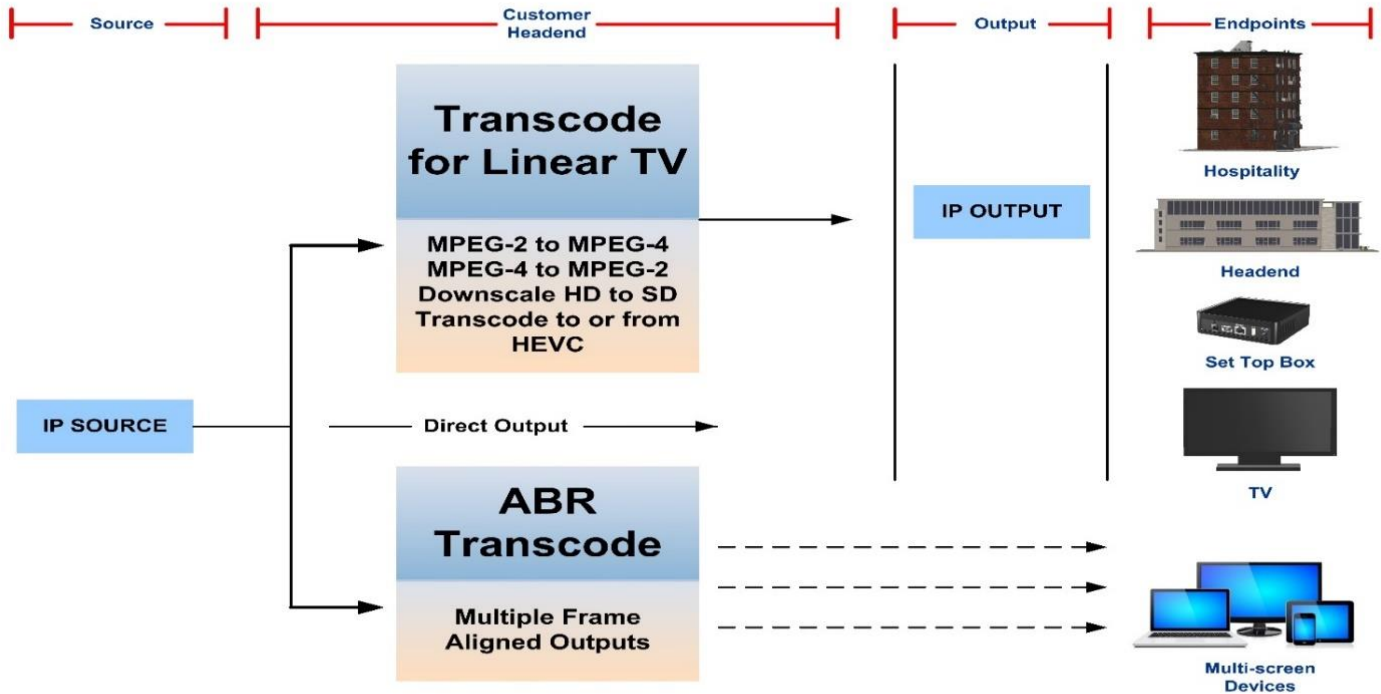 Source
Customer
Headend
Output
Endpoints
Transcode
for Linear TV
MPEG-2 to MPEG-4
MPEG-4 to MPEG-2
Downscale HD to SD
Transcode to or from
HEVC
IP SOURCE
Direct Output
ABR
Transcode
Multiple Frame
Aligned Outputs
IP OUTPUT
Hospitality
Headend
Set Top Box
TV
Multi-screen
Devices